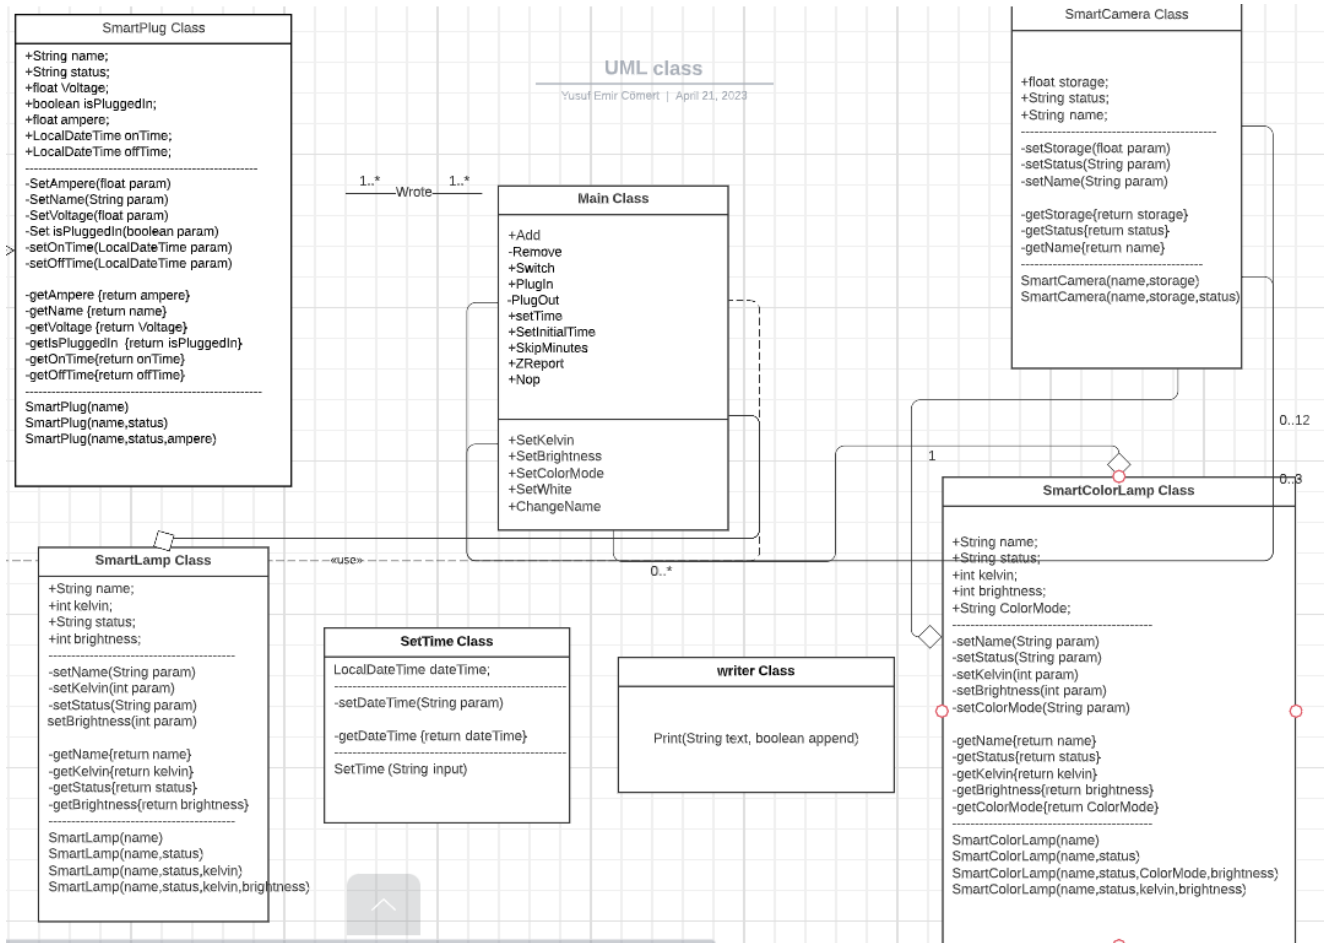 SmartPlug Class
+String name;
+String status;
+float Voltage;
+boolean isPluggedIn;
+float ampere;
+LocalDateTime onTime;
+LocalDateTime offTime;
-SetAmpere(float param)
-SetName(String param)
-SetVoltage(float param)
-Set isPluggedIn(boolean param)
-setOnTime(LocalDateTime param)
-setOffTime(LocalDateTime param)
-getAmpere {return ampere}
-getName {return name}
-getVoltage {return Voltage}
-getIsPluggedIn {return isPluggedIn}
-getOnTime{return onTime}
-getOffTime{return offTime}
SmartPlug(name)
SmartPlug(name,status)
SmartPlug(name,status,ampere)
UML class
Yusuf Emir Cömert | April 21, 2023
1..* Wrote 1..*
Main Class
+Add
-Remove
+Switch
+PlugIn
-PlugOut
+setTime
+SetInitialTime
+SkipMinutes
+ZReport
+Nop
+SetKelvin
+SetBrightness
+SetColorMode
+SetWhite
+ChangeName
SmartCamera Class
+float storage;
+String status;
+String name;
-setStorage(float param)
-setStatus(String param)
-setName(String param)
-getStorage{return storage}
-getStatus{return status}
-getName{return name}
SmartCamera(name,storage)
SmartCamera(name,storage,status)
0..12
1
0..3
«use»
0..*
SmartLamp Class
+String name;
+int kelvin;
+String status;
+int brightness;
-setName(String param)
-setKelvin(int param)
-setStatus(String param)
setBrightness(int param)
-getName{return name}
-getKelvin{return kelvin}
-getStatus{return status}
-getBrightness{return brightness}
SmartLamp(name)
SmartLamp(name,status)
SmartLamp(name,status,kelvin)
SmartLamp(name,status,kelvin,brightness)
SetTime Class
LocalDateTime dateTime;
-setDateTime(String param)
-getDateTime {return dateTime}
SetTime (String input)
writer Class
Print(String text, boolean append)
SmartColorLamp Class
+String name;
+String status;
+int kelvin;
+int brightness;
+String ColorMode;
-setName(String param)
-setStatus(String param)
-setKelvin(int param)
-setBrightness(int param)
-setColorMode(String param)
-getName{return name}
-getStatus{return status}
-getKelvin{return kelvin}
-getBrightness{return brightness}
-getColorMode{return ColorMode}
SmartColorLamp(name)
SmartColorLamp(name,status)
SmartColorLamp(name,status,ColorMode,brightness)
SmartColorLamp(name,status,kelvin,brightness)